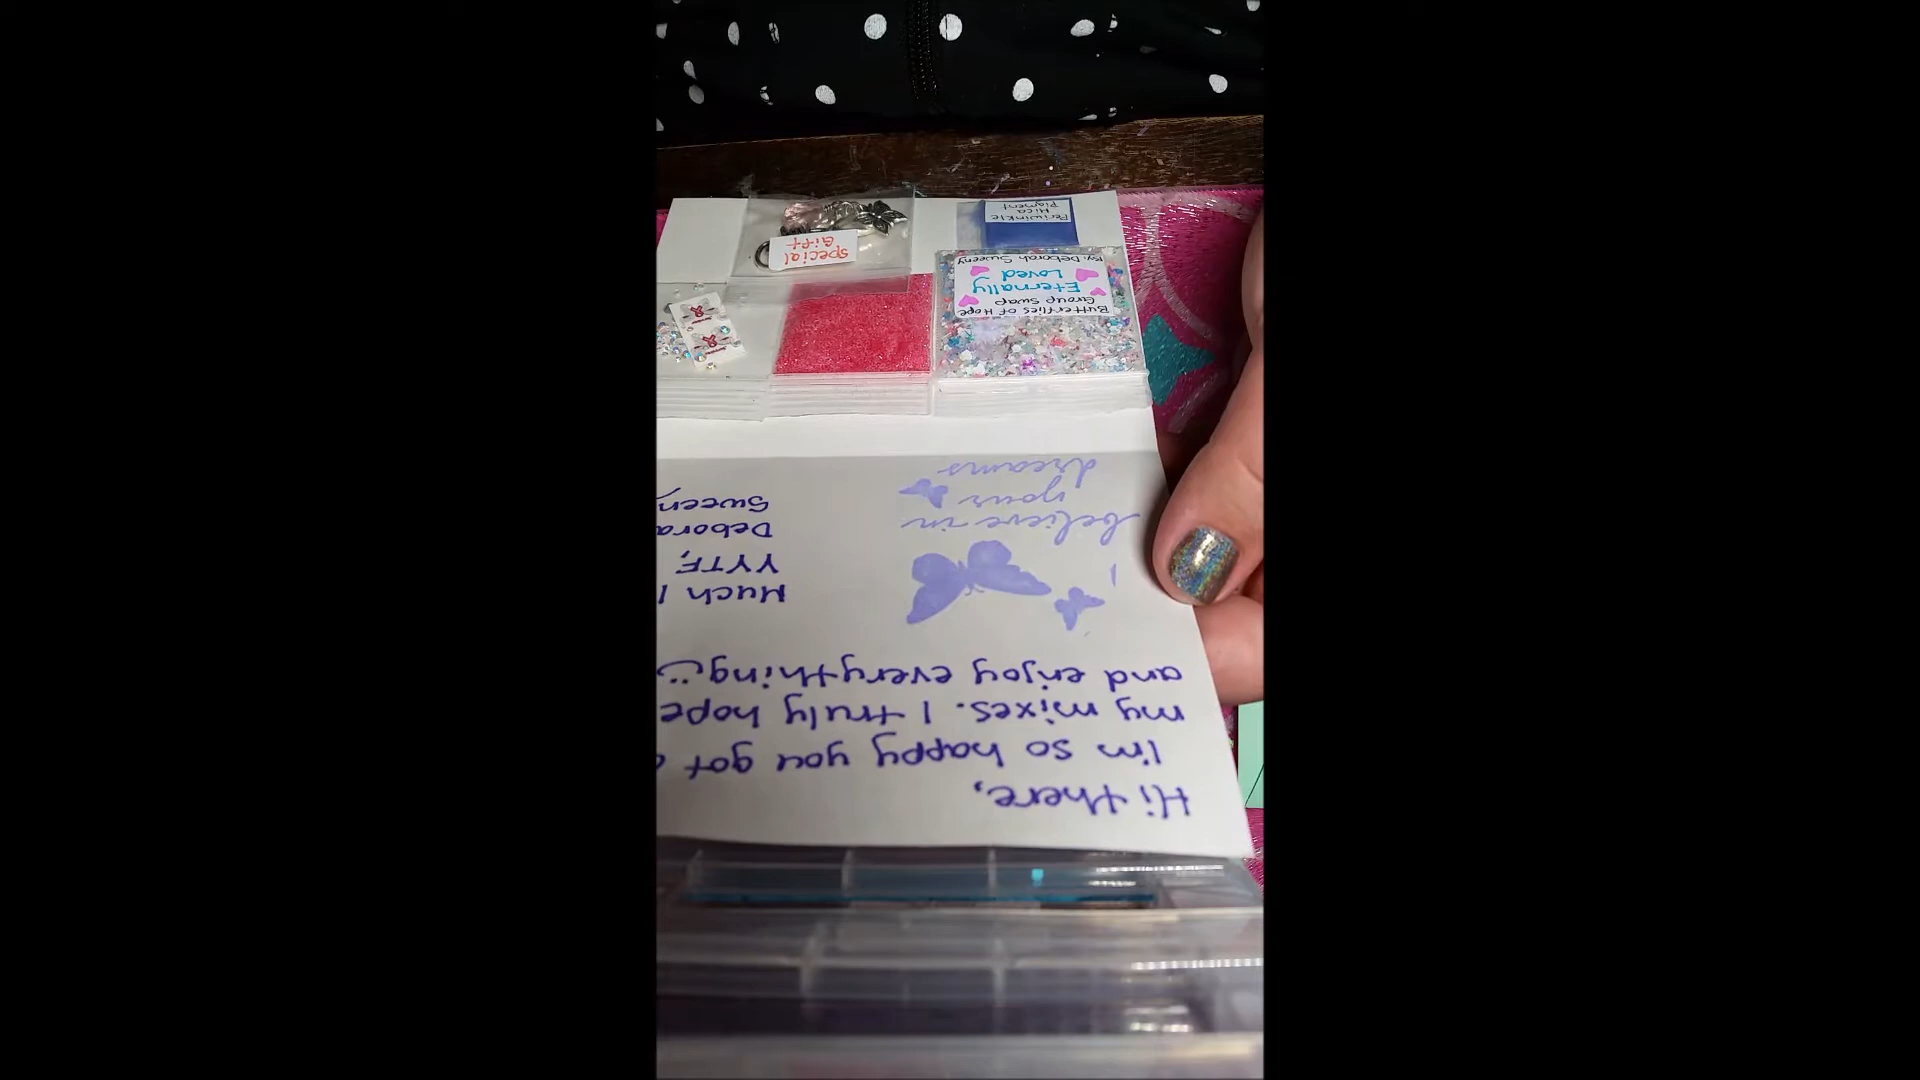 Hi there,
I'm so happy you got
my mixes. I truly hope
and enjoy everything
Much
YYTF,
Debora
Sween
I
believe in
your
dreams
Butterflies of Hope
Group Swap
Eternally
Loved
By: Deborah Sweeny
Periwinkle
Mica
Pigment
Special
Gift